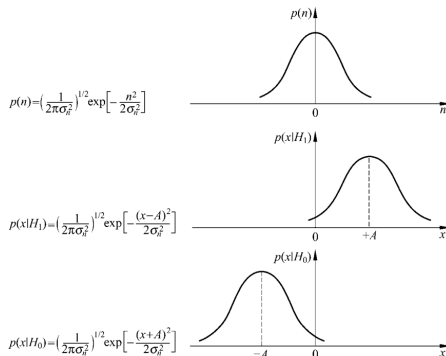 p(n)
p(n)=(1/2πσₙ²)^1/2 exp[−n²/2σₙ²]
0
n
p(x|H₁)
p(x|H₁)=(1/2πσₙ²)^1/2 exp[−(x−A)²/2σₙ²]
0
+A
x
p(x|H₀)
p(x|H₀)=(1/2πσₙ²)^1/2 exp[−(x+A)²/2σₙ²]
−A
0
x